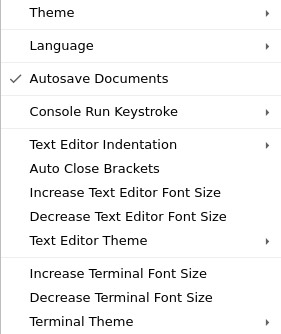 Theme
Language
Autosave Documents
Console Run Keystroke
Text Editor Indentation
Auto Close Brackets
Increase Text Editor Font Size
Decrease Text Editor Font Size
Text Editor Theme
Increase Terminal Font Size
Decrease Terminal Font Size
Terminal Theme